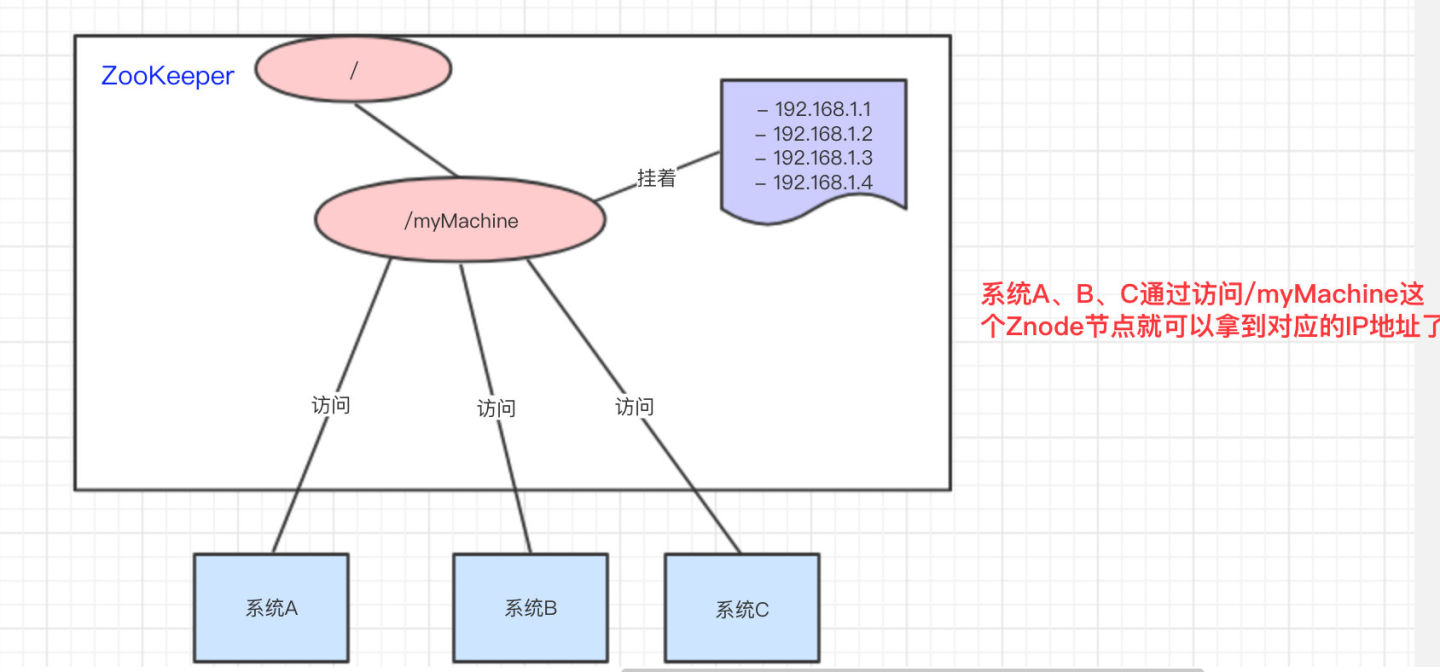 ZooKeeper
/
– 192.168.1.1
– 192.168.1.2
– 192.168.1.3
– 192.168.1.4
挂着
/myMachine
系统A、B、C通过访问/myMachine这
个Znode节点就可以拿到对应的IP地址了
访问
访问
访问
系统A
系统B
系统C